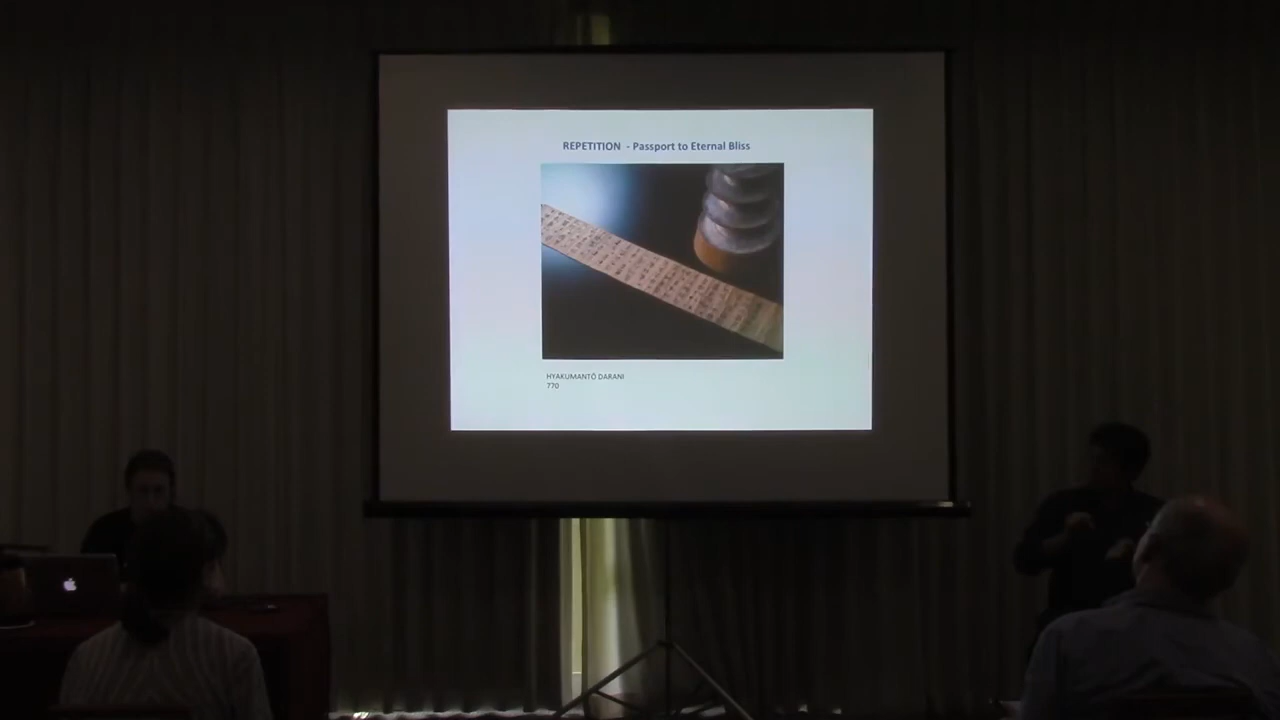 REPETITION - Passport to Eternal Bliss
HYAKUMANTŌ DARANI
770